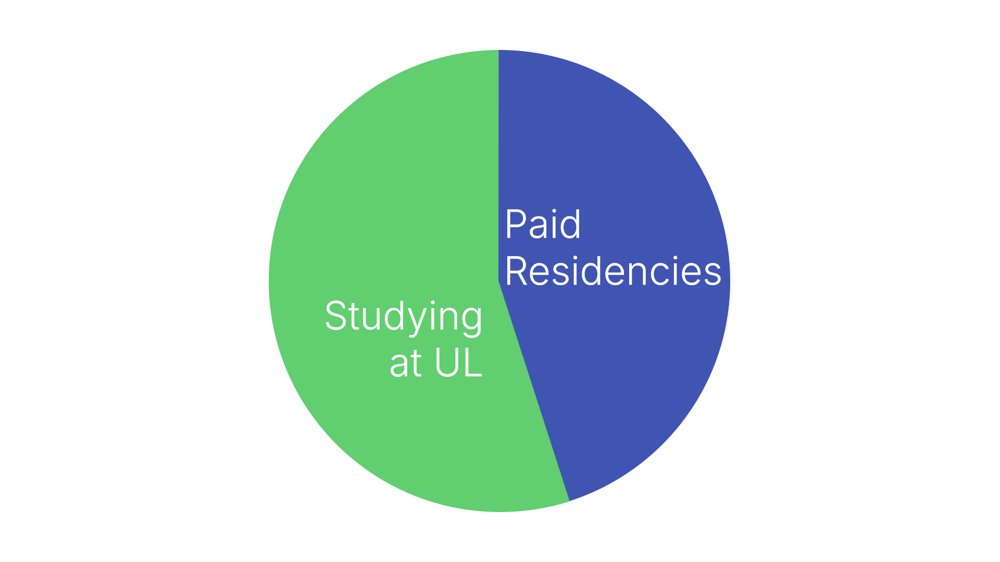 Paid
Residencies
Studying
at UL